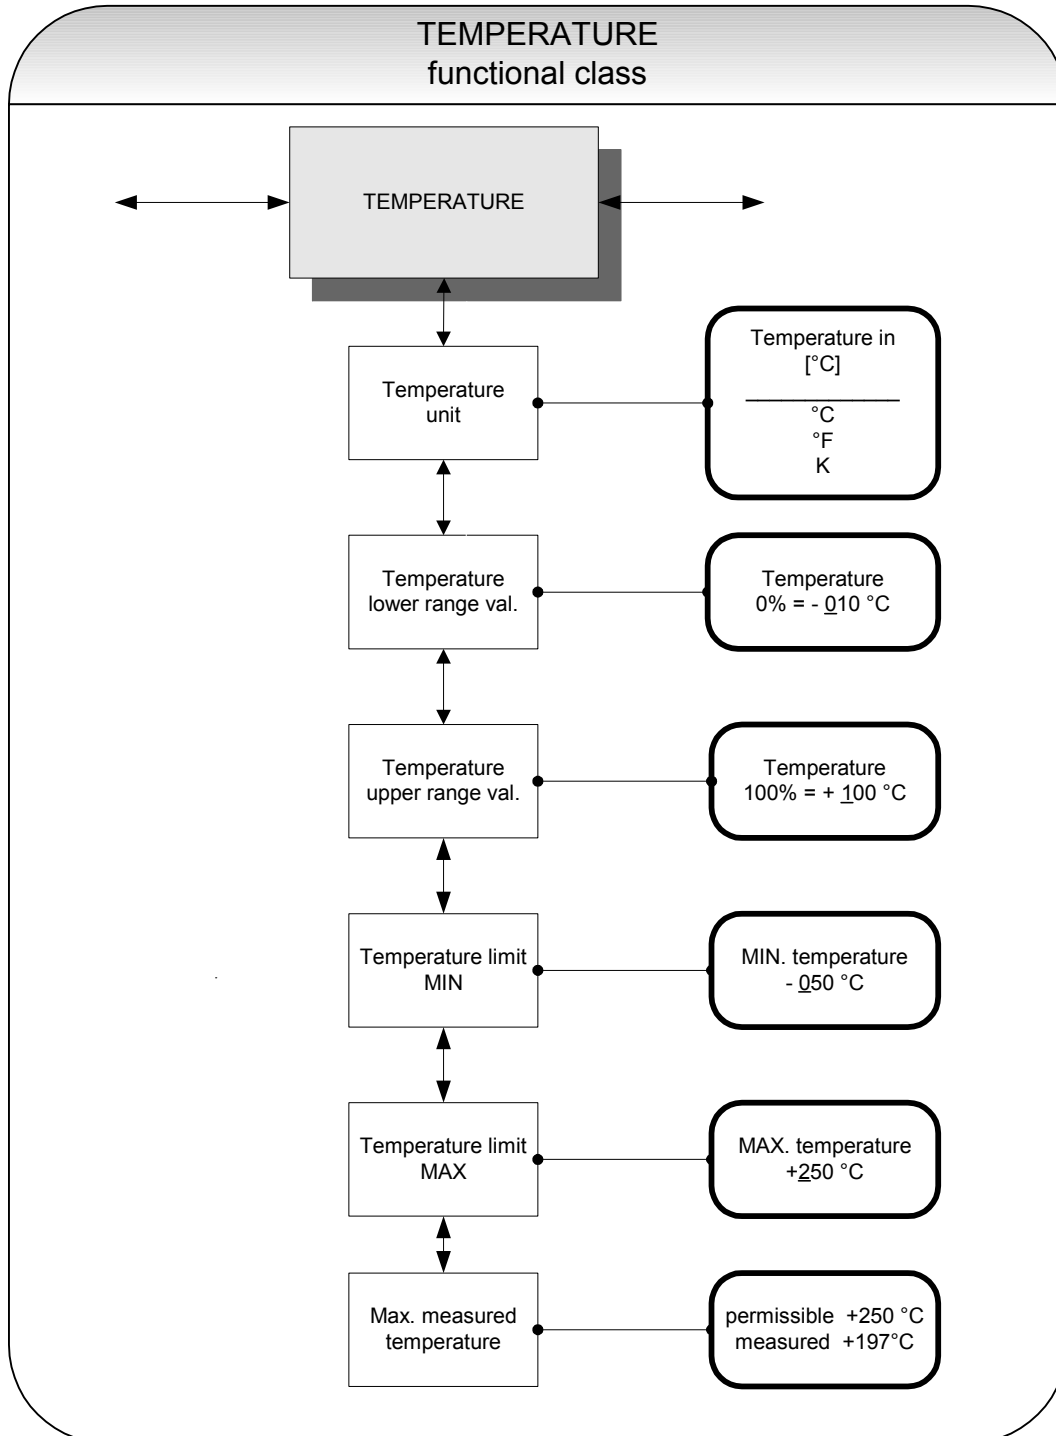 TEMPERATURE
functional class
TEMPERATURE
Temperature
unit
Temperature in
[°C]
_____________
°C
°F
K
Temperature
lower range val.
Temperature
0% = - 010 °C
Temperature
upper range val.
Temperature
100% = + 100 °C
Temperature limit
MIN
MIN. temperature
- 050 °C
Temperature limit
MAX
MAX. temperature
+250 °C
Max. measured
temperature
permissible +250 °C
measured +197°C